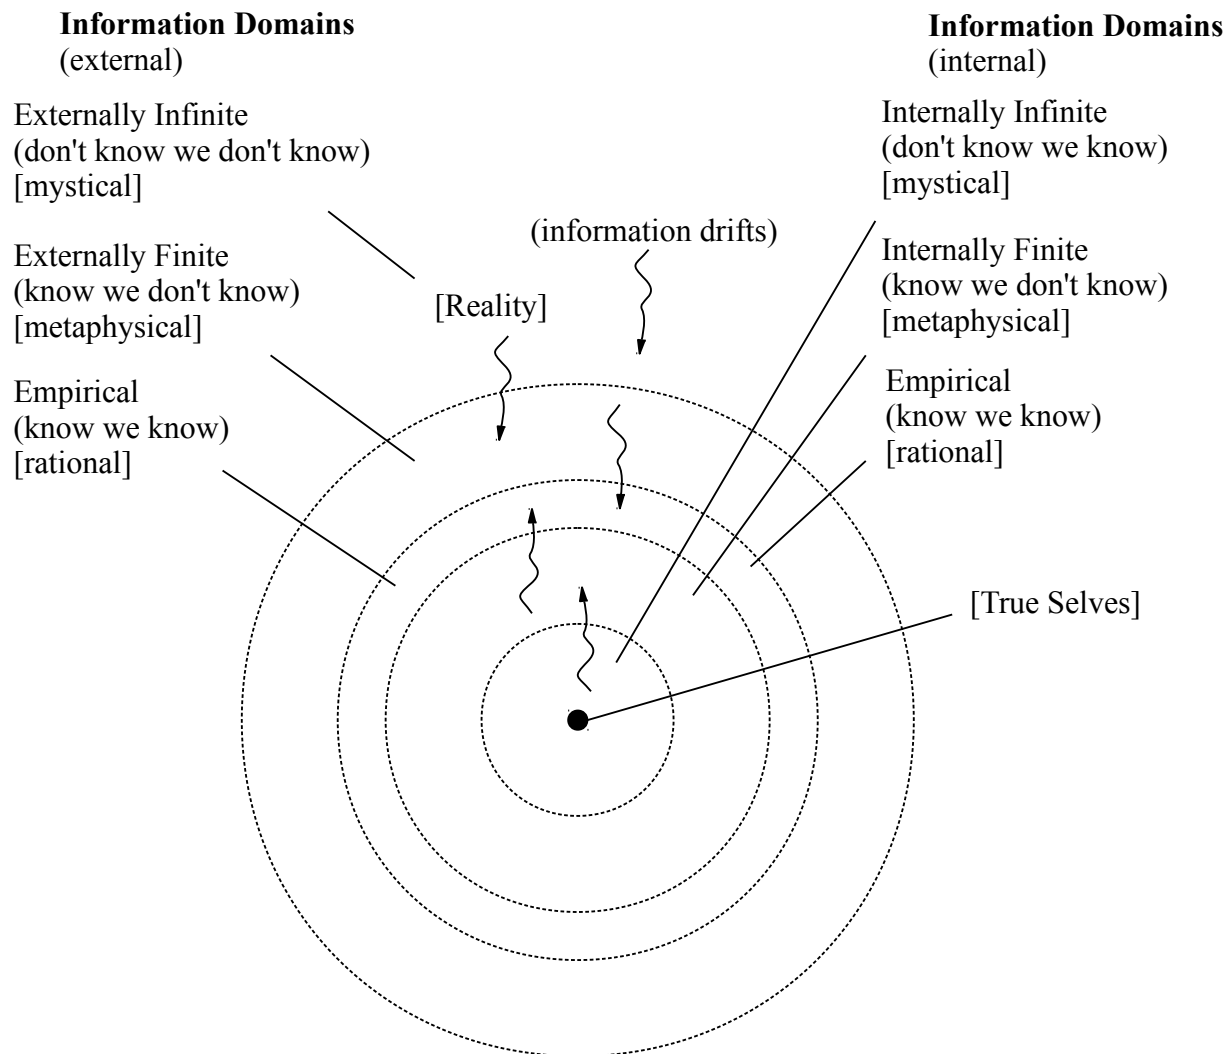 Information Domains
(external)
Externally Infinite
(don't know we don't know)
[mystical]
Externally Finite
(know we don't know)
[metaphysical]
Empirical
(know we know)
[rational]
(information drifts)
[Reality]
Information Domains
(internal)
Internally Infinite
(don't know we know)
[mystical]
Internally Finite
(know we don't know)
[metaphysical]
Empirical
(know we know)
[rational]
[True Selves]